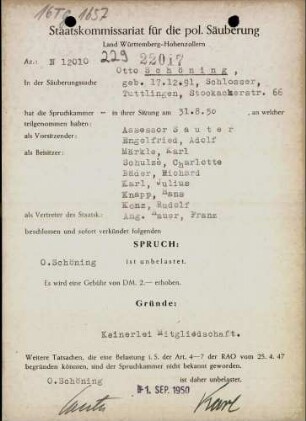 16 T 2 1657
Staatskommissariat für die pol. Säuberung
Land Württemberg-Hohenzollern
Az.: N 12010 229 22017
Otto Schöning,
In der Säuberungssache geb. 17.12.91, Schlosser,
Tuttlingen, Stockackerstr. 66
hat die Spruchkammer – in ihrer Sitzung am 31.8.50 , an welcher
teilgenommen haben:
Assessor Sauter
als Vorsitzender: Engelfried, Adolf
als Beisitzer: Märkle, Karl
Schulze, Charlotte
Bäder, Richard
Karl, Julius
Knapp, Hans
Konz, Rudolf
als Vertreter des Staatsk: Ang. Bauer, Franz
beschlossen und sofort verkündet folgenden
SPRUCH:
O.Schöning ist unbelastet.
Es wird eine Gebühr von DM. 2.— erhoben.
Gründe:
Keinerlei Mitgliedschaft.
Weitere Tatsachen, die eine Belastung i. S. der Art. 4—7 der RAO vom 25. 4. 47
begründen können, sind der Spruchkammer nicht bekannt geworden.
O.Schöning ist daher unbelastet.
1. SEP. 1950
Sauter Karl